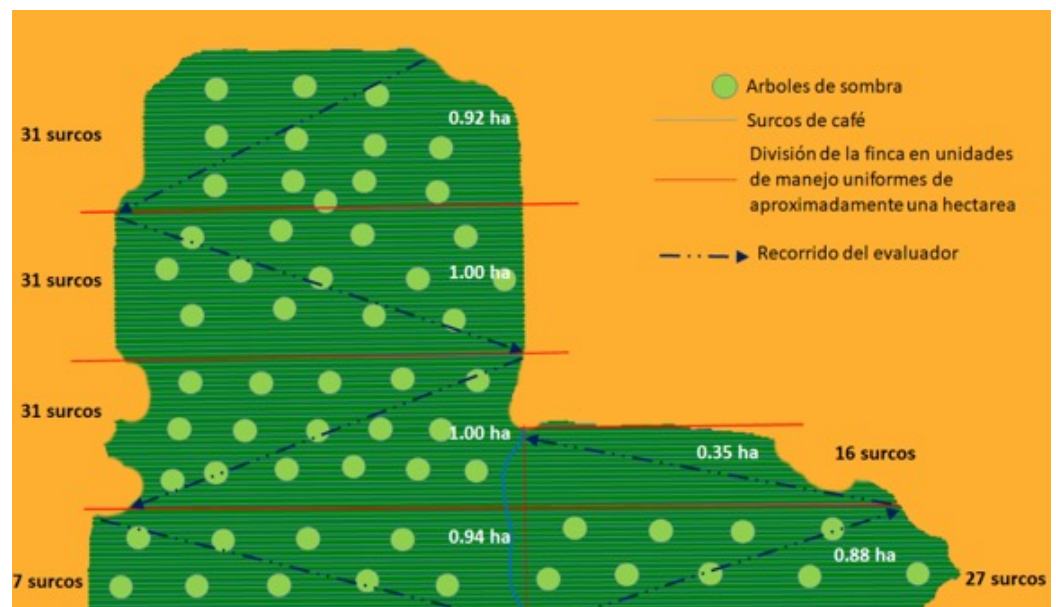 0.92 ha
31 surcos
31 surcos
1.00 ha
31 surcos
1.00 ha
0.35 ha
16 surcos
0.94 ha
0.88 ha
7 surcos
27 surcos
Arboles de sombra
Surcos de café
División de la finca en unidades
de manejo uniformes de
aproximadamente una hectarea
Recorrido del evaluador